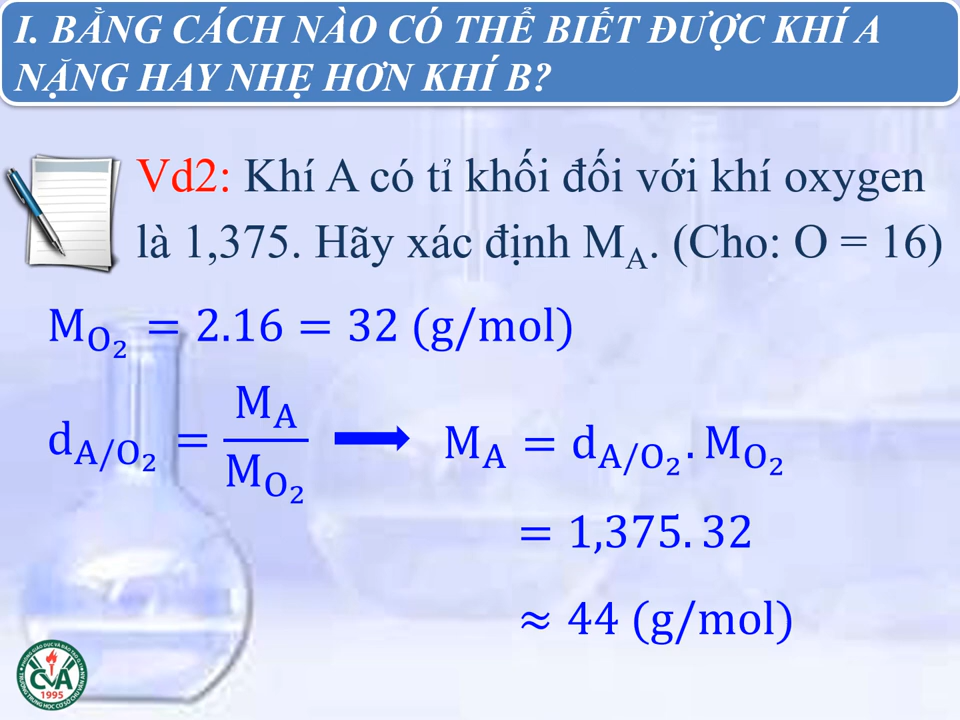 I. BẰNG CÁCH NÀO CÓ THỂ BIẾT ĐƯỢC KHÍ A
NẶNG HAY NHẸ HƠN KHÍ B?
Vd2: Khí A có tỉ khối đối với khí oxygen
là 1,375. Hãy xác định M_A. (Cho: O = 16)
M_O₂ = 2.16 = 32 (g/mol)
d_A/O₂ = M_A / M_O₂ ➡ M_A = d_A/O₂ . M_O₂
= 1,375. 32
≈ 44 (g/mol)
CVA
1995